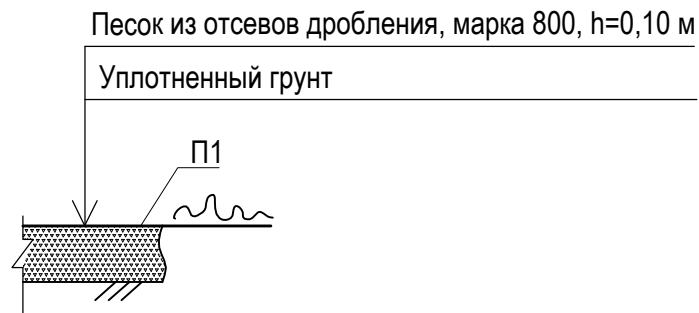 Песок из отсевов дробления, марка 800, h=0,10 м
Уплотненный грунт
П1